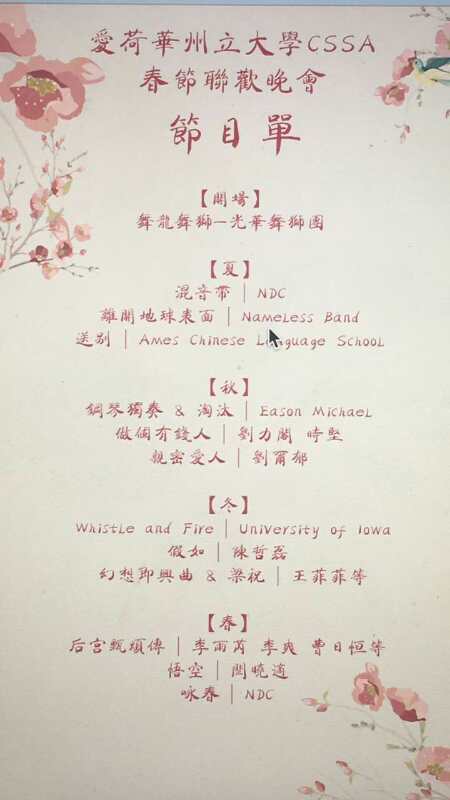 愛荷華州立大學CSSA
春節聯歡晚會
節目單
【開場】
舞龍舞獅—光華舞獅團
【夏】
混音帶 | NDC
離開地球表面 | Nameless Band
送别 | Ames Chinese Language School
【秋】
鋼琴獨奏 & 淘汰 | Eason Michael
做個有錢人 | 劉力閣 時堅
親密愛人 | 劉爾郁
【冬】
Whistle and Fire | University of Iowa
假如 | 陳哲磊
幻想即興曲 & 梁祝 | 王菲菲等
【春】
后宫甄嬛傳 | 李雨芮 李爽 曹日恒等
悟空 | 閆曉逍
咏春 | NDC